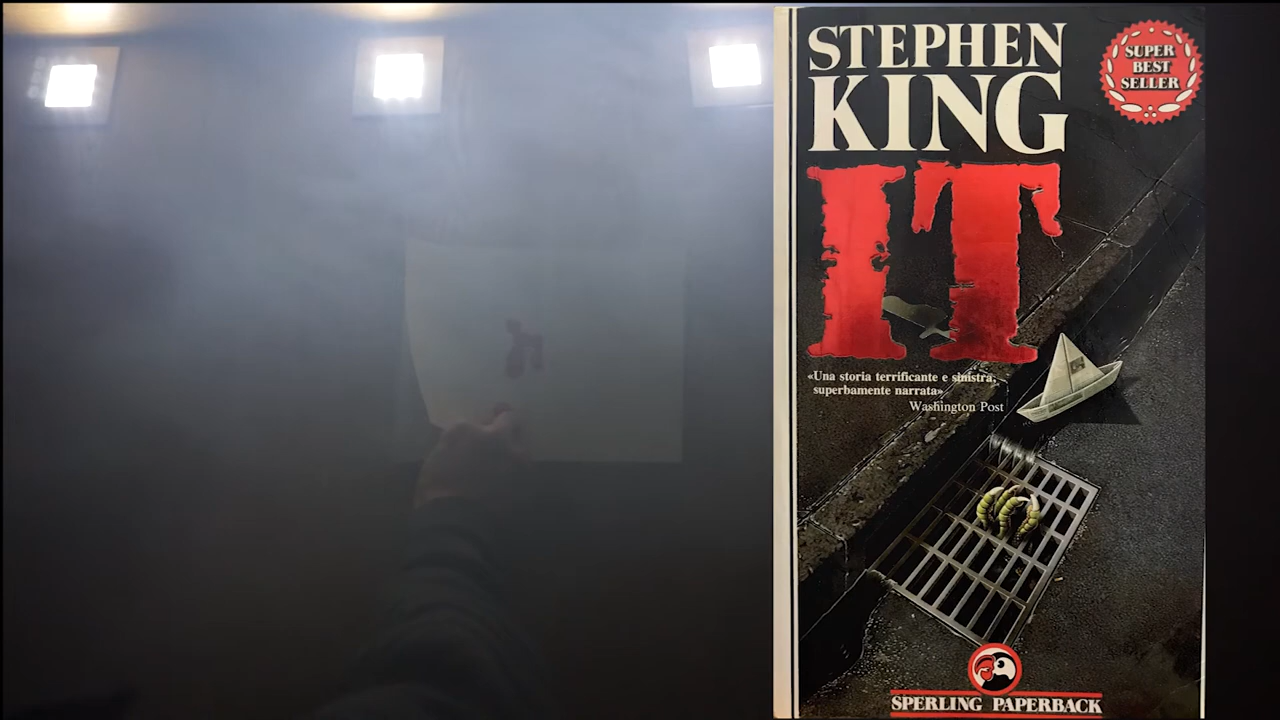 STEPHEN
KING
SUPER
BEST
SELLER
IT
«Una storia terrificante e sinistra,
superbamente narrata»
Washington Post
SPERLING PAPERBACK